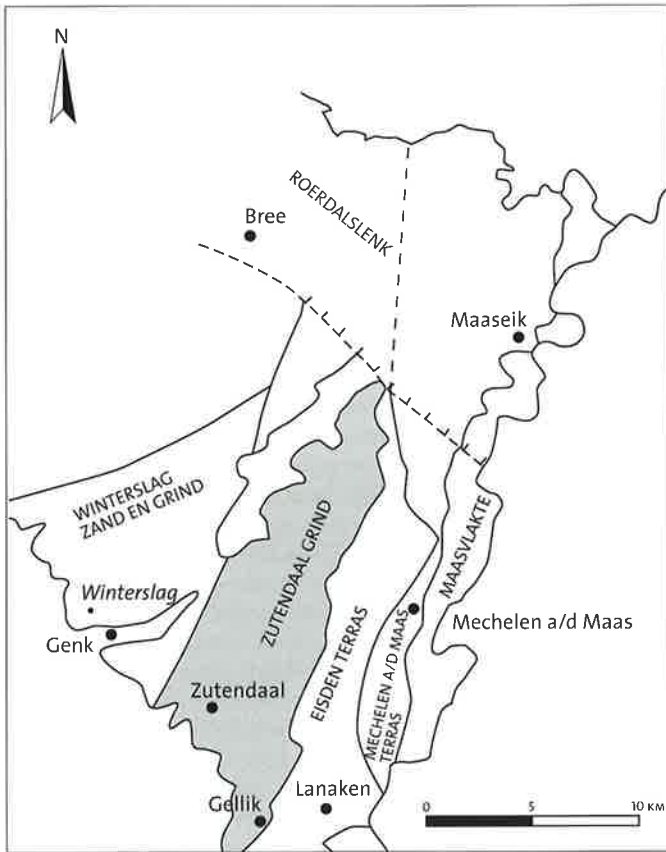 N
ROERDALSLENK
Bree
Maaseik
WINTERSLAG
ZAND EN GRIND
ZUTENDAAL GRIND
MAASVLAKTE
Winterslag
Genk
Mechelen a/d Maas
EISDEN TERRAS
MECHELEN A/D MAAS
TERRAS
Zutendaal
Lanaken
Gellik
0 5 10 KM